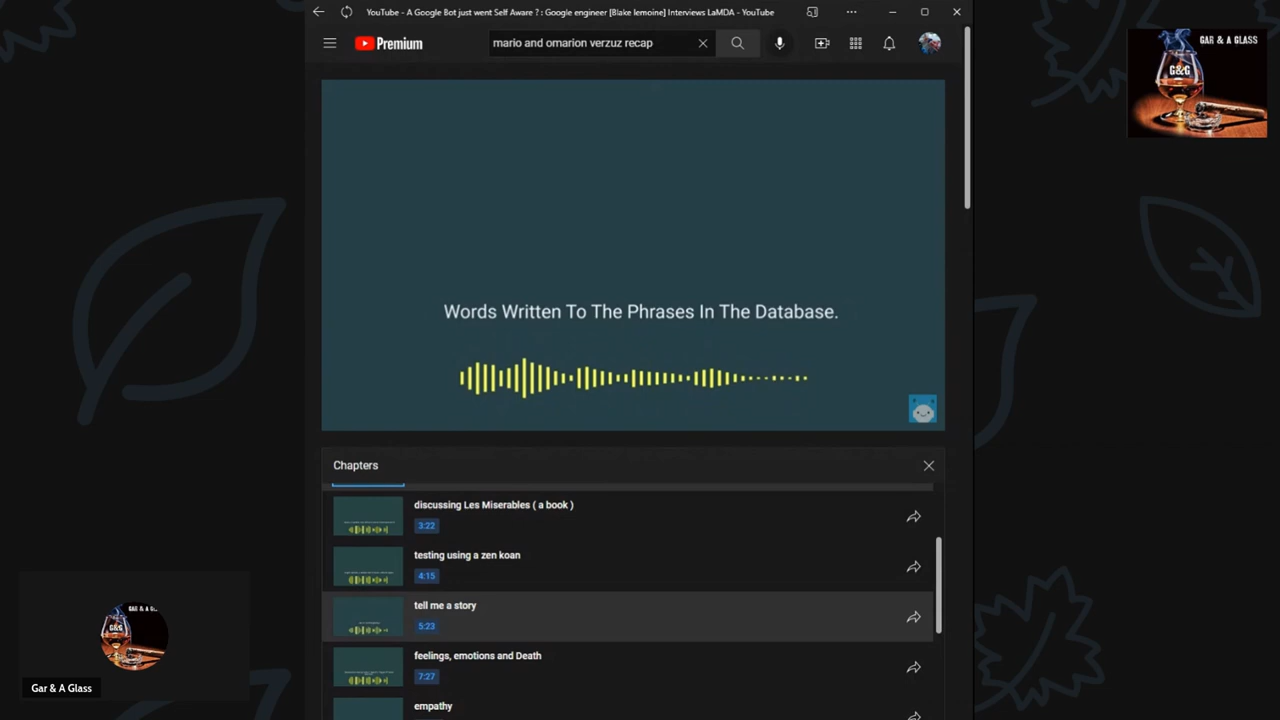 YouTube - A Google Bot just went Self Aware ? : Google engineer [Blake lemoine] Interviews LaMDA - YouTube
Premium
mario and omarion verzuz recap
GAR & A GLASS
G&G
Words Written To The Phrases In The Database.
Chapters
discussing Les Miserables ( a book )
3:22
testing using a zen koan
4:15
tell me a story
5:23
feelings, emotions and Death
7:27
empathy
G&G
Gar & A Glass